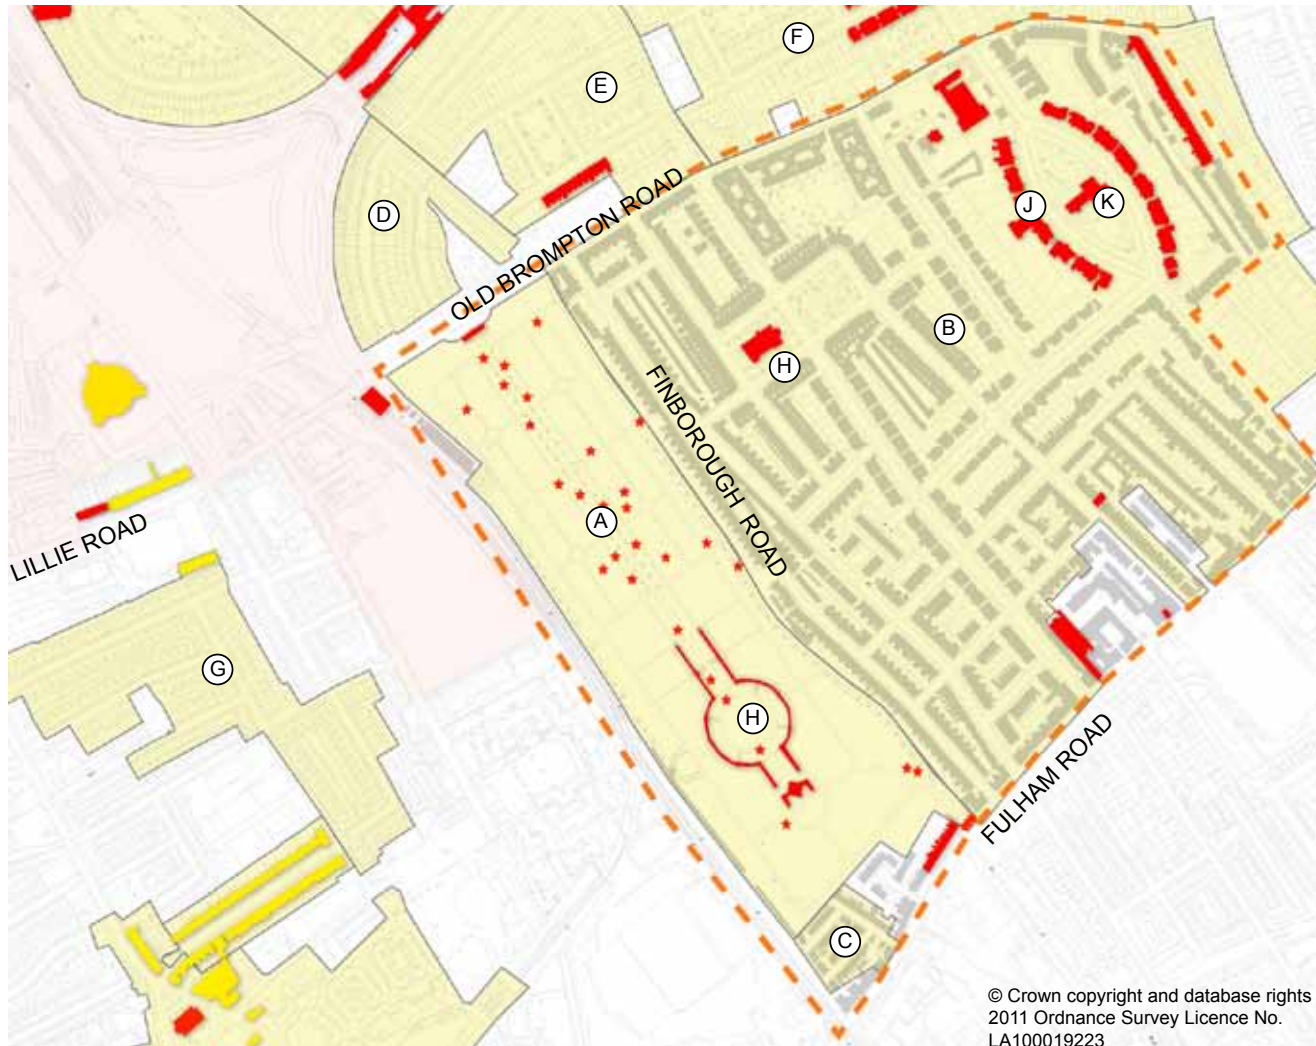 F
E
K
J
D
OLD BROMPTON ROAD
B
H
FINBOROUGH ROAD
A
LILLIE ROAD
G
H
FULHAM ROAD
C
© Crown copyright and database rights
2011 Ordnance Survey Licence No.
LA100019223